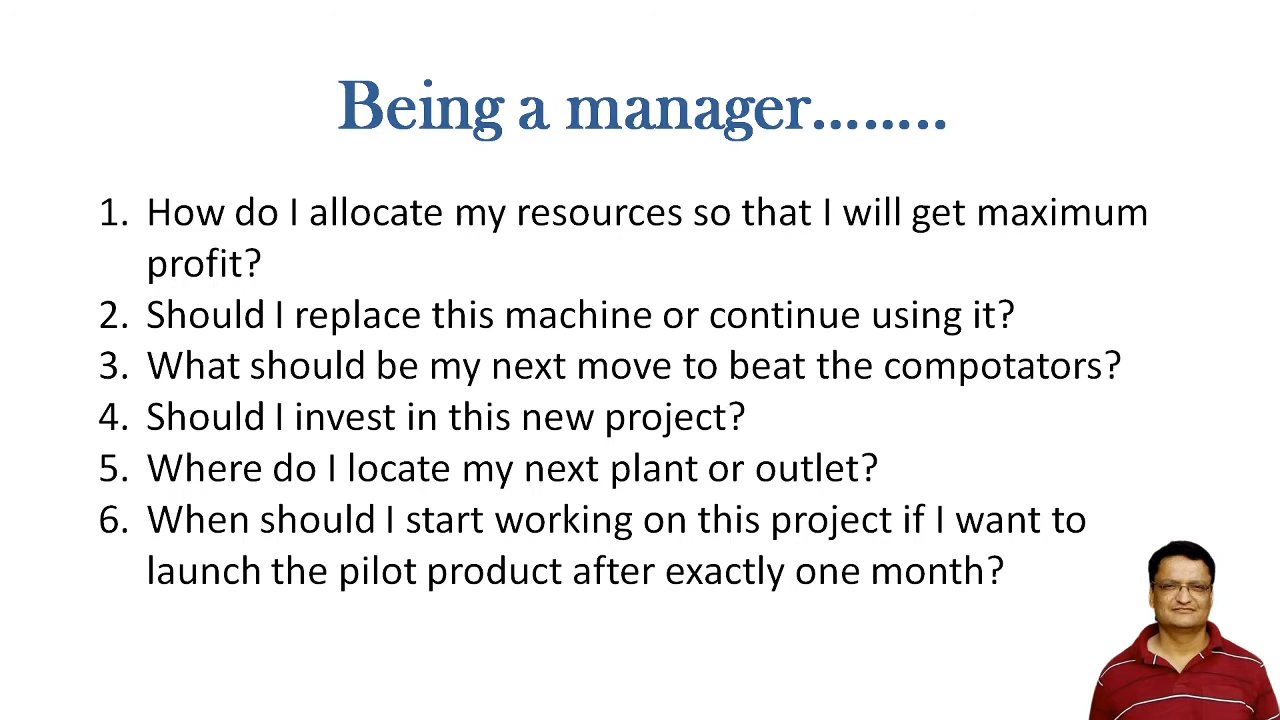 Being a manager........
1. How do I allocate my resources so that I will get maximum
profit?
2. Should I replace this machine or continue using it?
3. What should be my next move to beat the compotators?
4. Should I invest in this new project?
5. Where do I locate my next plant or outlet?
6. When should I start working on this project if I want to
launch the pilot product after exactly one month?